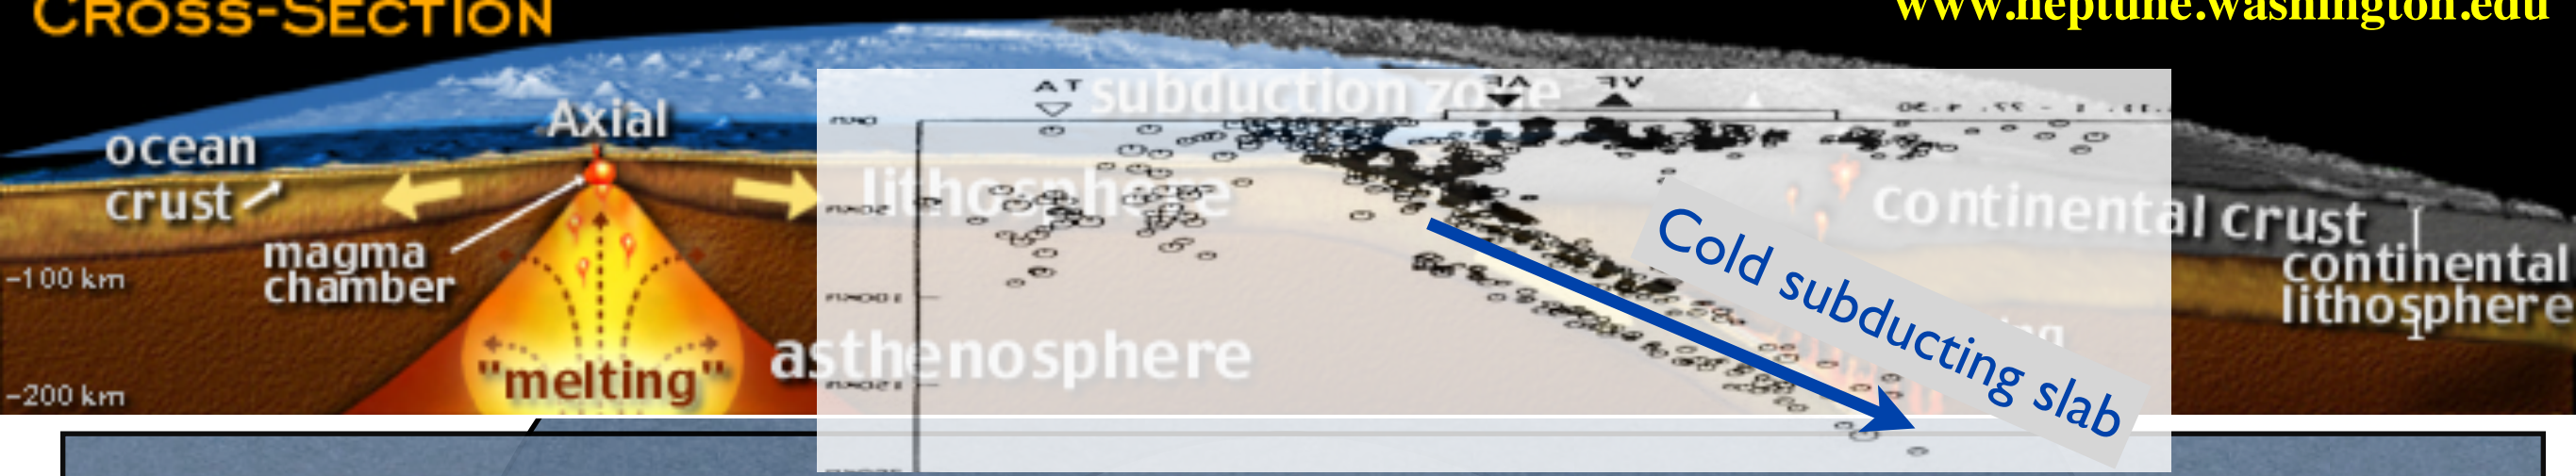 CROSS-SECTION
www.neptune.washington.edu
subduction zone
Axial
ocean
crust
lithosphere
continental crust
continental
lithosphere
magma
chamber
-100 km
Cold subducting slab
asthenosphere
"melting"
-200 km